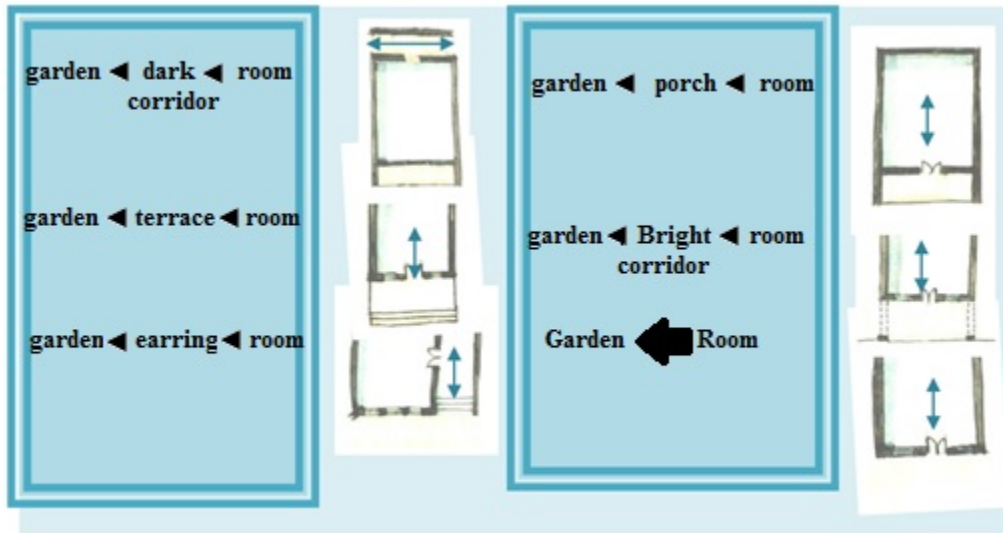 garden ◄ dark ◄ room
corridor
garden ◄ terrace ◄ room
garden ◄ earring ◄ room
garden ◄ porch ◄ room
garden ◄ Bright ◄ room
corridor
Garden ⬅ Room